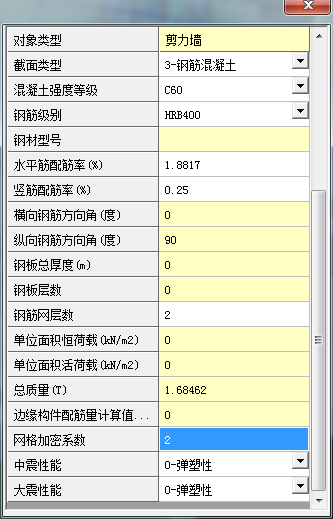 对象类型 剪力墙
截面类型 3-钢筋混凝土
混凝土强度等级 C60
钢筋级别 HRB400
钢材型号
水平筋配筋率(%) 1.8817
竖筋配筋率(%) 0.25
横向钢筋方向角(度) 0
纵向钢筋方向角(度) 90
钢板总厚度(m) 0
钢板层数 0
钢筋网层数 2
单位面积恒荷载(kN/m2) 0
单位面积活荷载(kN/m2) 0
总质量(T) 1.68462
边缘构件配筋量计算值... 0
网格加密系数 2
中震性能 0-弹塑性
大震性能 0-弹塑性